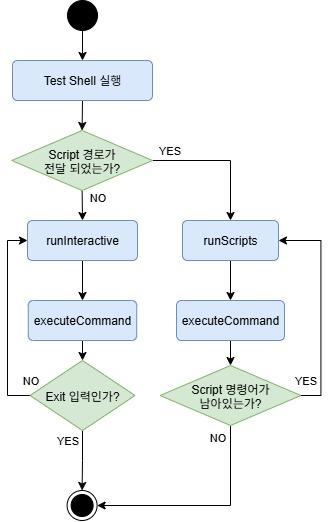 Test Shell 실행
Script 경로가
전달 되었는가?
YES
NO
runInteractive
runScripts
executeCommand
executeCommand
NO
Exit 입력인가?
Script 명령어가
남아있는가?
YES
YES
NO